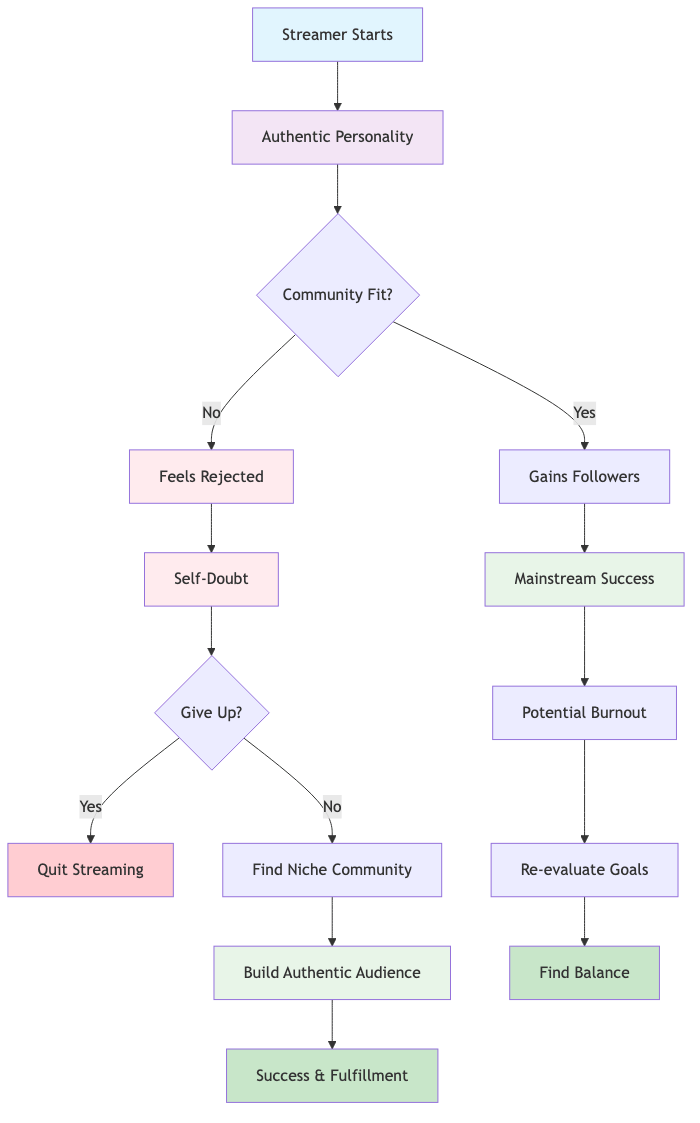 Streamer Starts
Authentic Personality
Community Fit?
No
Yes
Feels Rejected
Gains Followers
Self-Doubt
Mainstream Success
Give Up?
Potential Burnout
Yes
No
Quit Streaming
Find Niche Community
Re-evaluate Goals
Build Authentic Audience
Find Balance
Success & Fulfillment